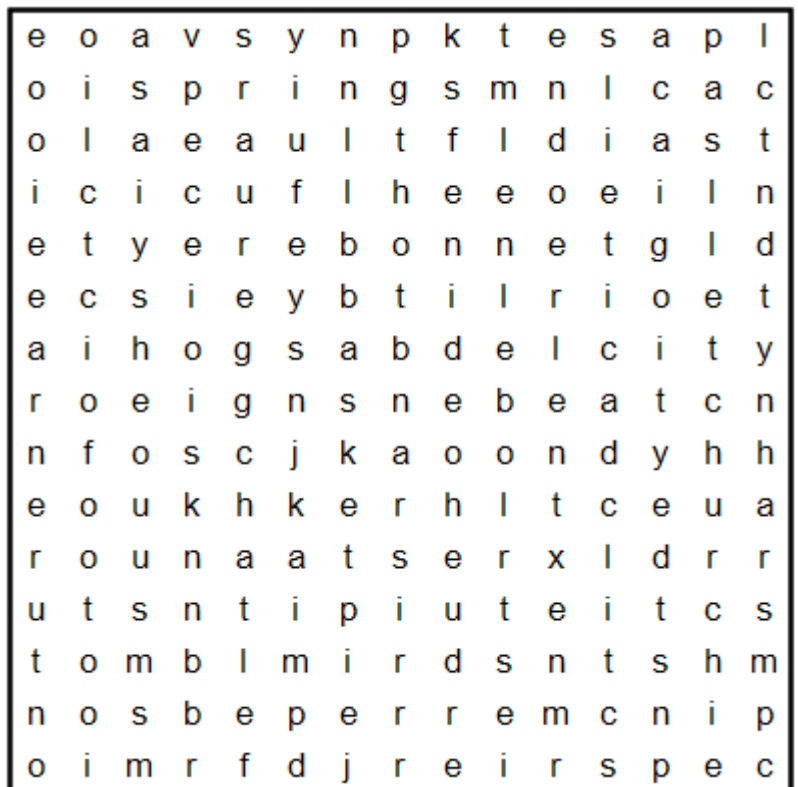 e o a v s y n p k t e s a p l
o i s p r i n g s m n l c a c
o l a e a u l t f l d i a s t
i c i c u f l h e e o e i l n
e t y e r e b o n n e t g l d
e c s i e y b t i l r i o e t
a i h o g s a b d e l c i t y
r o e i g n s n e b e a t c n
n f o s c j k a o o n d y h h
e o u k h k e r h l t c e u a
r o u n a a t s e r x l d r r
u t s n t i p i u t e i t c s
t o m b l m i r d s n t s h m
n o s b e p e r r e m c n i p
o i m r f d j r e i r s p e c